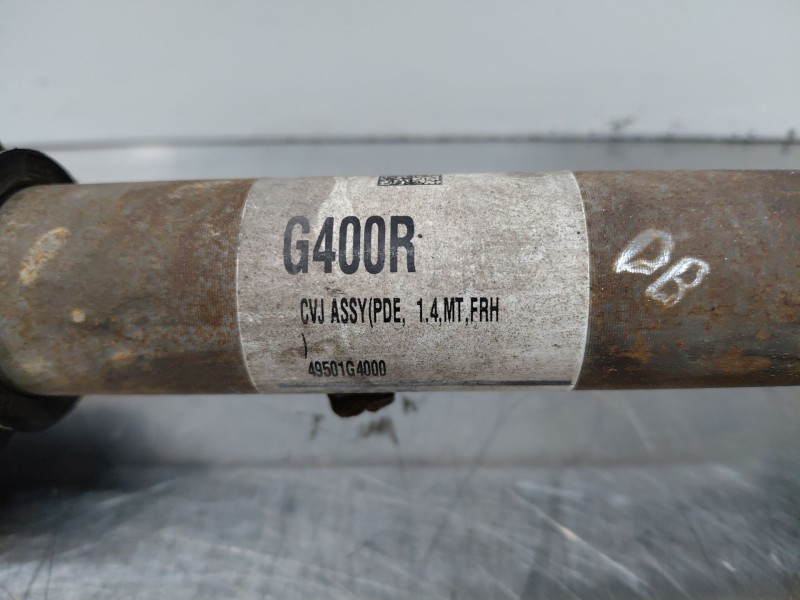 G400R
CVJ ASSY(PDE, 1.4,MT,FRH
)
49501G4000
DB